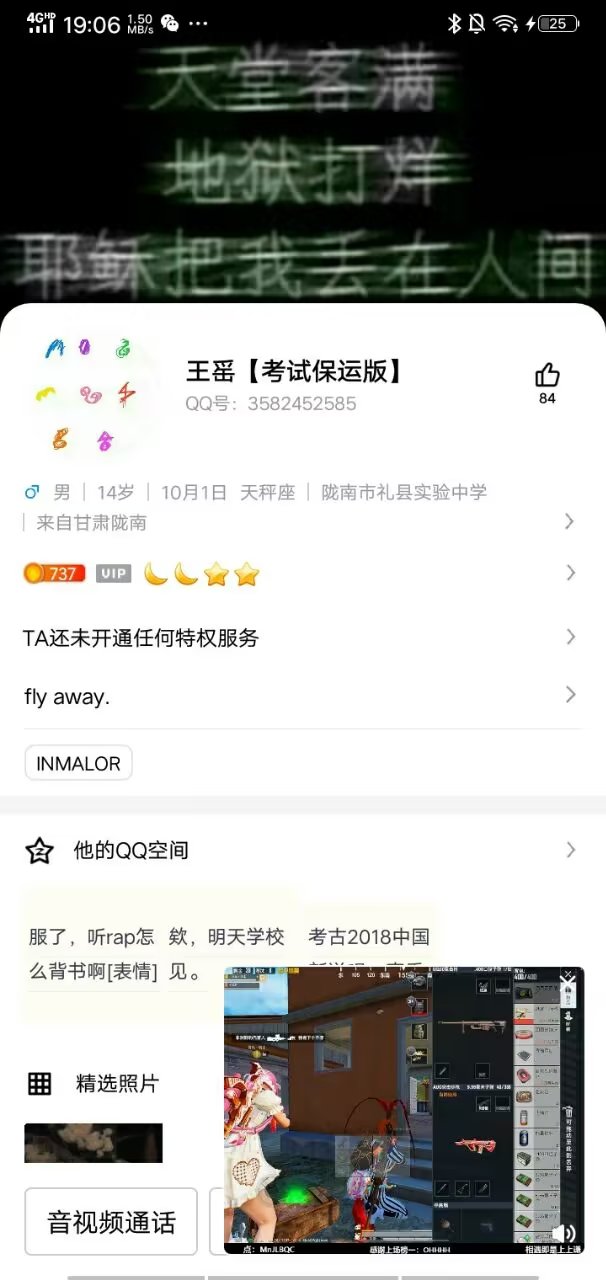 4GHD 19:06 1.50 MB/s ••• 25
天堂客满
地狱打烊
耶稣把我丢在人间
王瑶【考试保运版】
QQ号：3582452585
84
男 | 14岁 | 10月1日 天秤座 | 陇南市礼县实验中学
| 来自甘肃陇南
737 VIP
TA还未开通任何特权服务
fly away.
INMALOR
他的QQ空间
服了，听rap怎 欸，明天学校 考古2018中国
么背书啊[表情] 见。
精选照片
音视频通话
点：MnJLBQC 感谢上场榜一：OHHHH 相遇即是上上谦